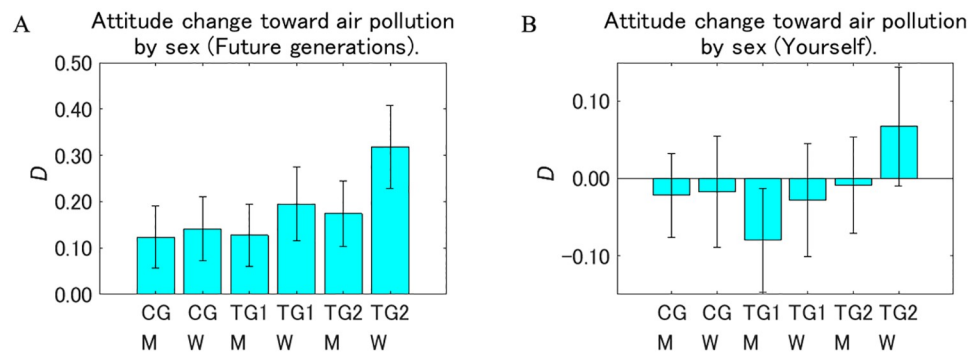 A
Attitude change toward air pollution
by sex (Future generations).
0.50
0.40
0.30
0.20
0.10
0.00
D
CG CG TG1 TG1 TG2 TG2
M W M W M W
B
Attitude change toward air pollution
by sex (Yourself).
0.10
0.00
−0.10
D
CG CG TG1 TG1 TG2 TG2
M W M W M W